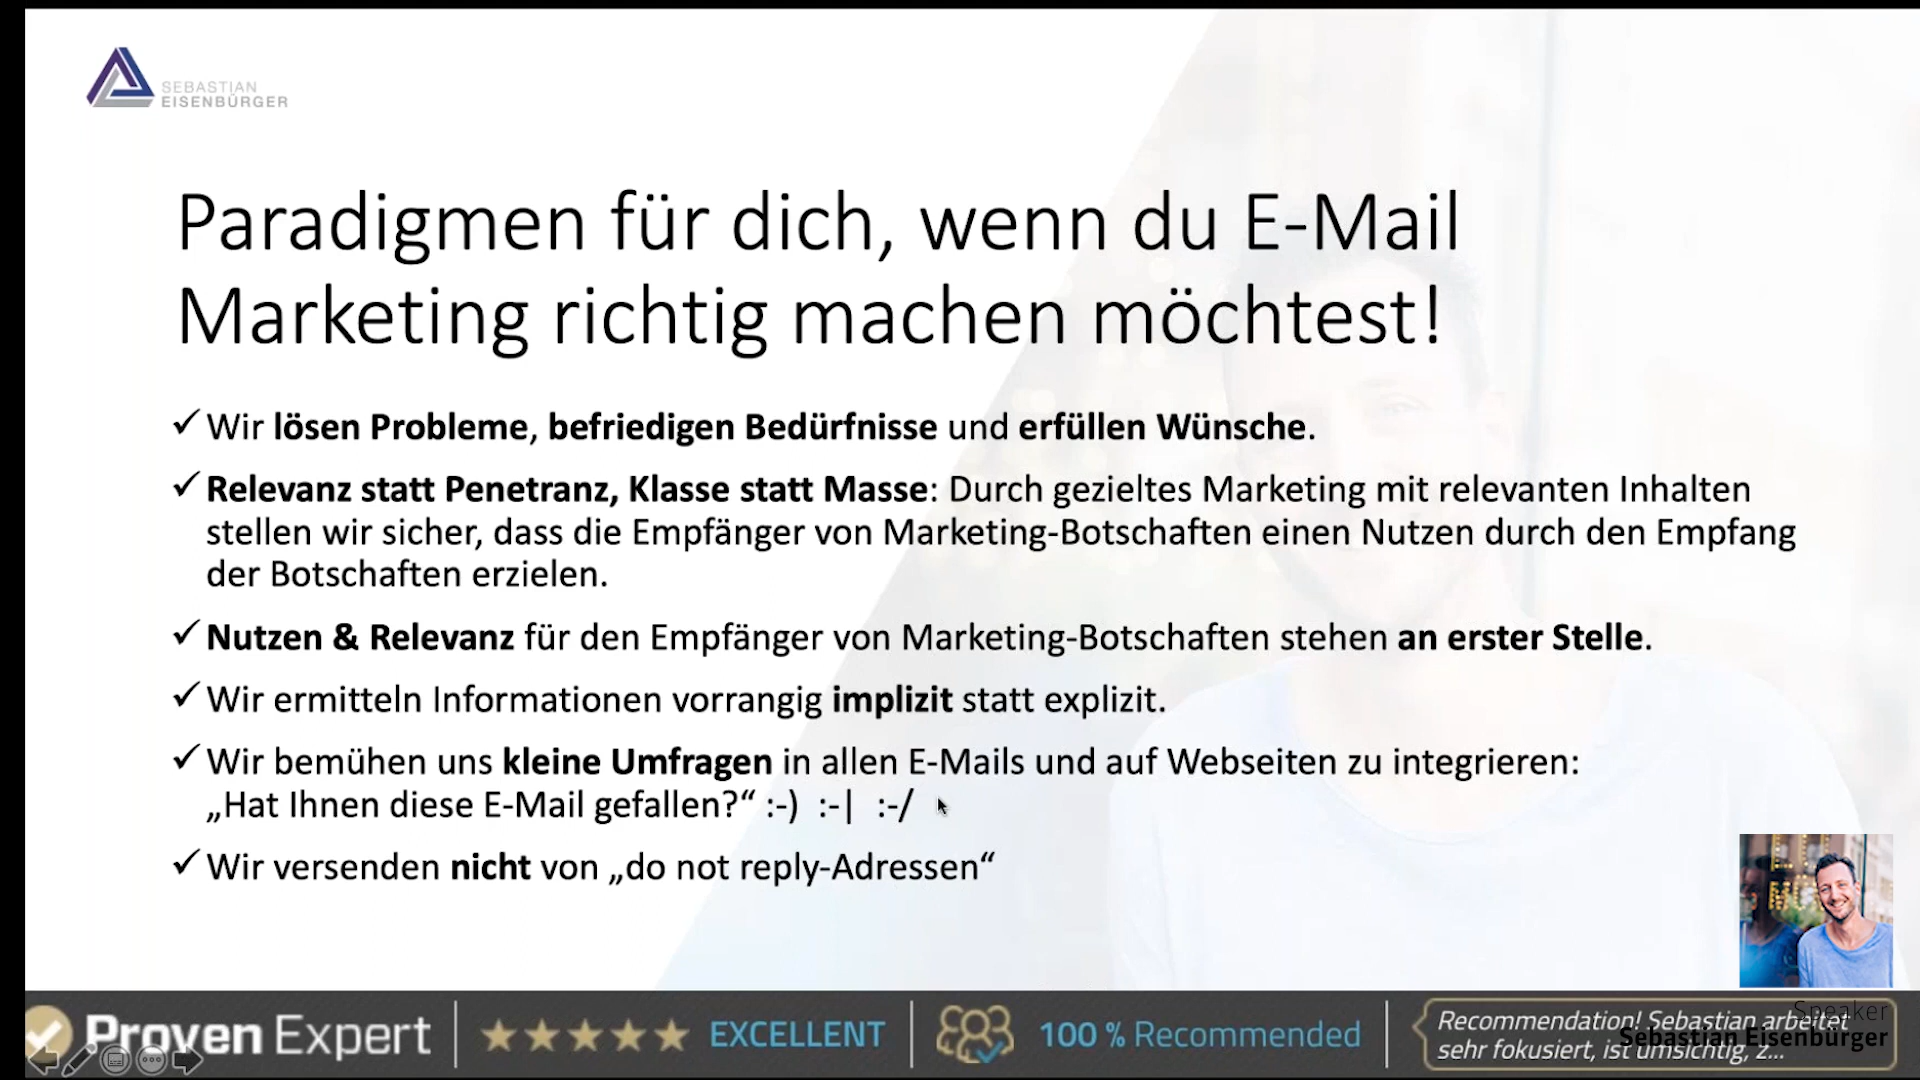 SEBASTIAN
EISENBÜRGER
Paradigmen für dich, wenn du E-Mail
Marketing richtig machen möchtest!
✓ Wir lösen Probleme, befriedigen Bedürfnisse und erfüllen Wünsche.
✓ Relevanz statt Penetranz, Klasse statt Masse: Durch gezieltes Marketing mit relevanten Inhalten
stellen wir sicher, dass die Empfänger von Marketing-Botschaften einen Nutzen durch den Empfang
der Botschaften erzielen.
✓ Nutzen & Relevanz für den Empfänger von Marketing-Botschaften stehen an erster Stelle.
✓ Wir ermitteln Informationen vorrangig implizit statt explizit.
✓ Wir bemühen uns kleine Umfragen in allen E-Mails und auf Webseiten zu integrieren:
„Hat Ihnen diese E-Mail gefallen?“ :-) :-| :-/
✓ Wir versenden nicht von „do not reply-Adressen“
Proven Expert
EXCELLENT
100 % Recommended
Recommendation! Sebastian arbeitet
sehr fokusiert, ist umsichtig, z...
Speaker
Sebastian Eisenbürger